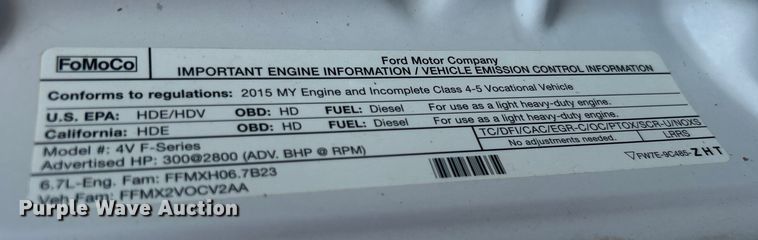 FoMoCo
Ford Motor Company
IMPORTANT ENGINE INFORMATION / VEHICLE EMISSION CONTROL INFORMATION
Conforms to regulations: 2015 MY Engine and Incomplete Class 4-5 Vocational Vehicle
U.S. EPA: HDE/HDV OBD: HD FUEL: Diesel For use as a light heavy-duty engine.
California: HDE OBD: HD FUEL: Diesel For use as a light heavy-duty engine.
Model #: 4V F-Series TC/DFI/CAC/EGR-C/OC/PTOX/SCR-U/NOXS
Advertised HP: 300@2800 (ADV. BHP @ RPM) No adjustments needed. LRRS
6.7L-Eng. Fam: FFMXH06.7B23 FW7E-9C485-ZHT
Veh Fam: FFMX2VOCV2AA
Purple Wave Auction